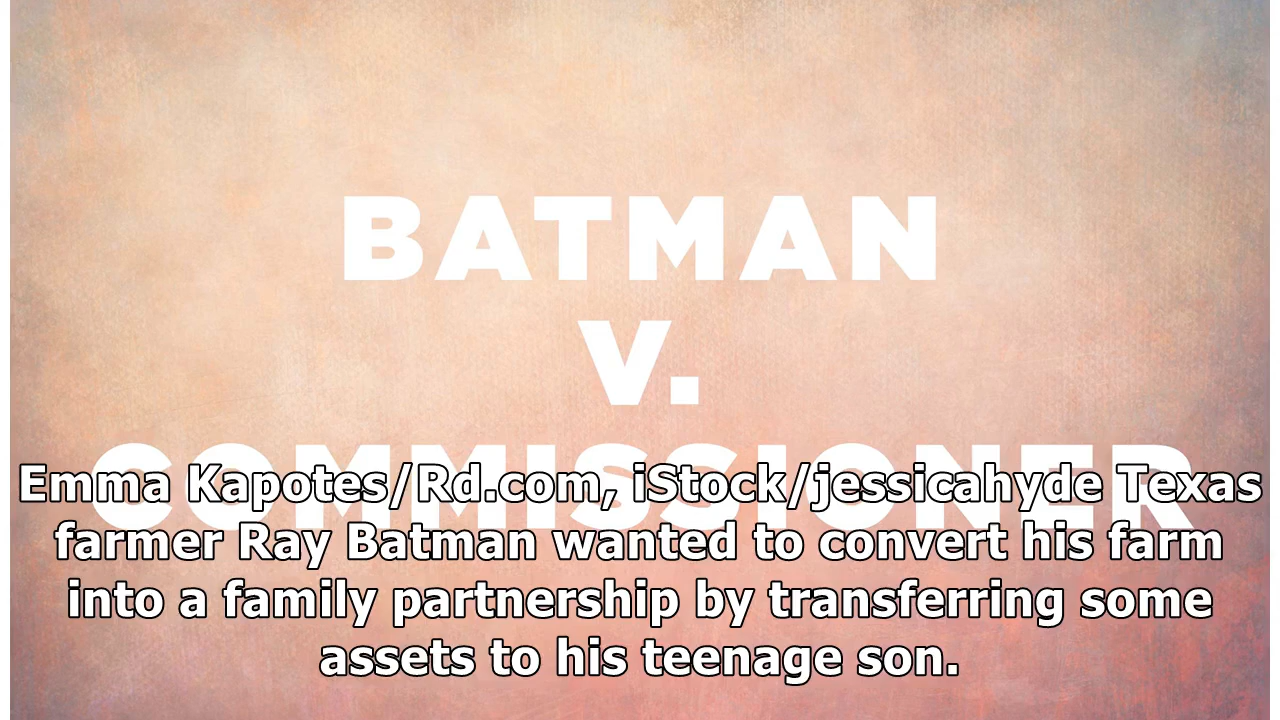 BATMAN
V.
COMMISSIONER
Emma Kapotes/Rd.com, iStock/jessicahyde Texas
farmer Ray Batman wanted to convert his farm
into a family partnership by transferring some
assets to his teenage son.